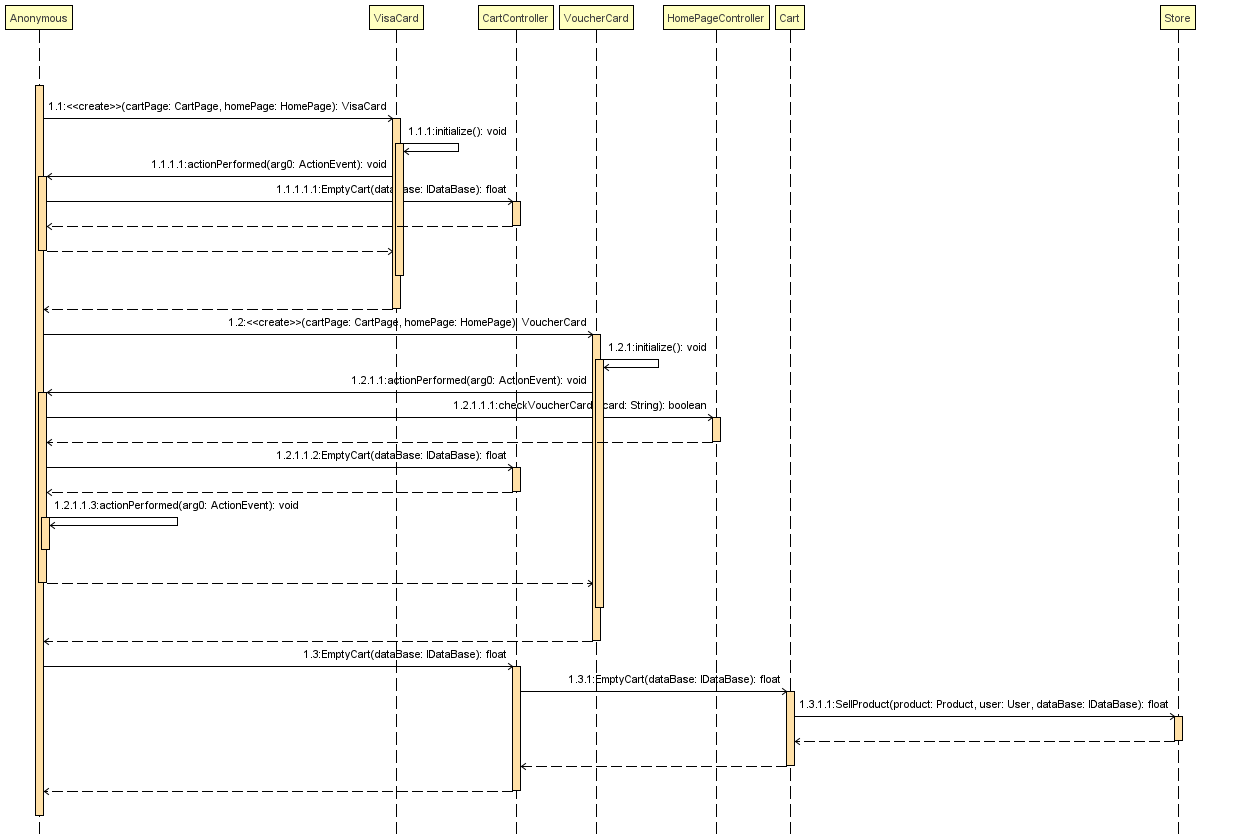 Anonymous
VisaCard
CartController
VoucherCard
HomePageController
Cart
Store
1.1:<<create>>(cartPage: CartPage, homePage: HomePage): VisaCard
1.1.1:initialize(): void
1.1.1.1:actionPerformed(arg0: ActionEvent): void
1.1.1.1.1:EmptyCart(dataBase: IDataBase): float
1.2:<<create>>(cartPage: CartPage, homePage: HomePage): VoucherCard
1.2.1:initialize(): void
1.2.1.1:actionPerformed(arg0: ActionEvent): void
1.2.1.1.1:checkVoucherCard(card: String): boolean
1.2.1.1.2:EmptyCart(dataBase: IDataBase): float
1.2.1.1.3:actionPerformed(arg0: ActionEvent): void
1.3:EmptyCart(dataBase: IDataBase): float
1.3.1:EmptyCart(dataBase: IDataBase): float
1.3.1.1:SellProduct(product: Product, user: User, dataBase: IDataBase): float